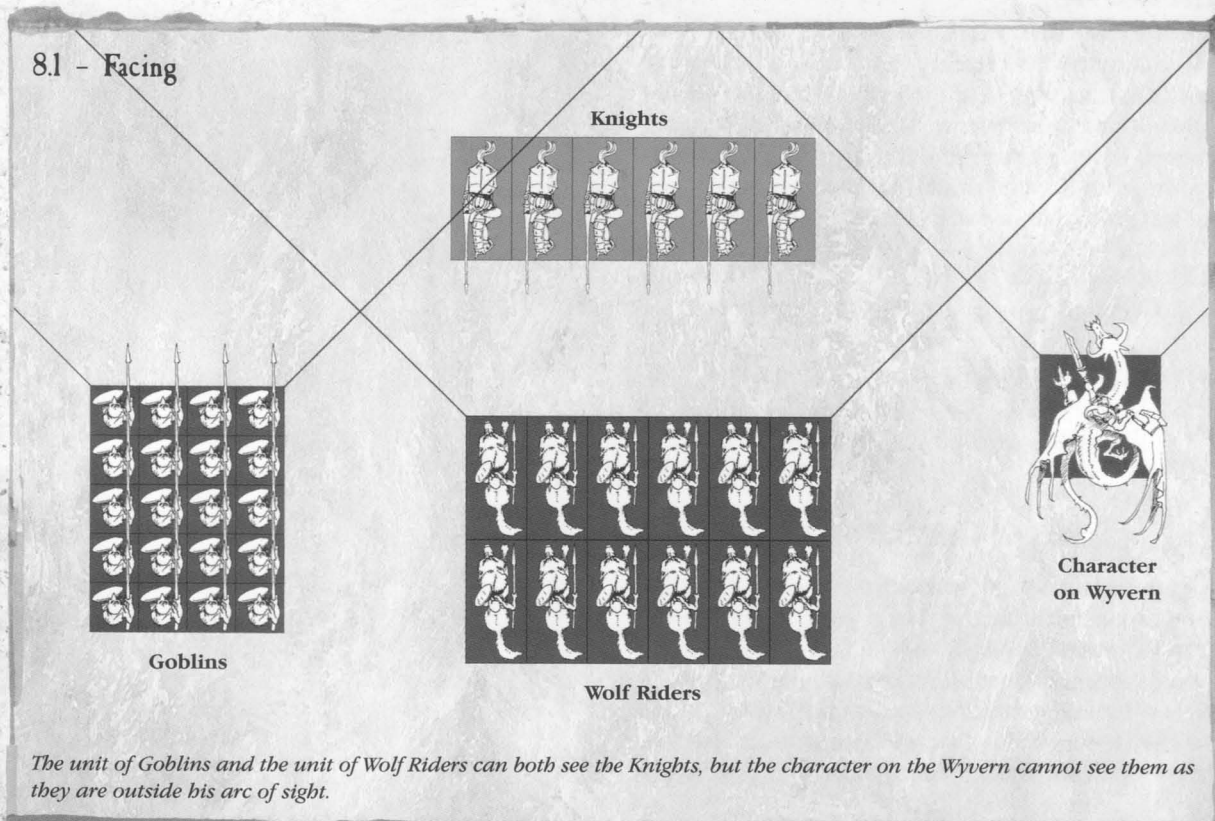 8.1 – Facing
Knights
Character
on Wyvern
Goblins
Wolf Riders
The unit of Goblins and the unit of Wolf Riders can both see the Knights, but the character on the Wyvern cannot see them as
they are outside his arc of sight.